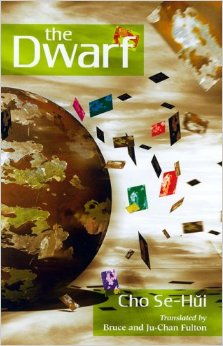 the
Dwarf
Cho Se-Hŭi
Translated by
Bruce and Ju-Chan Fulton